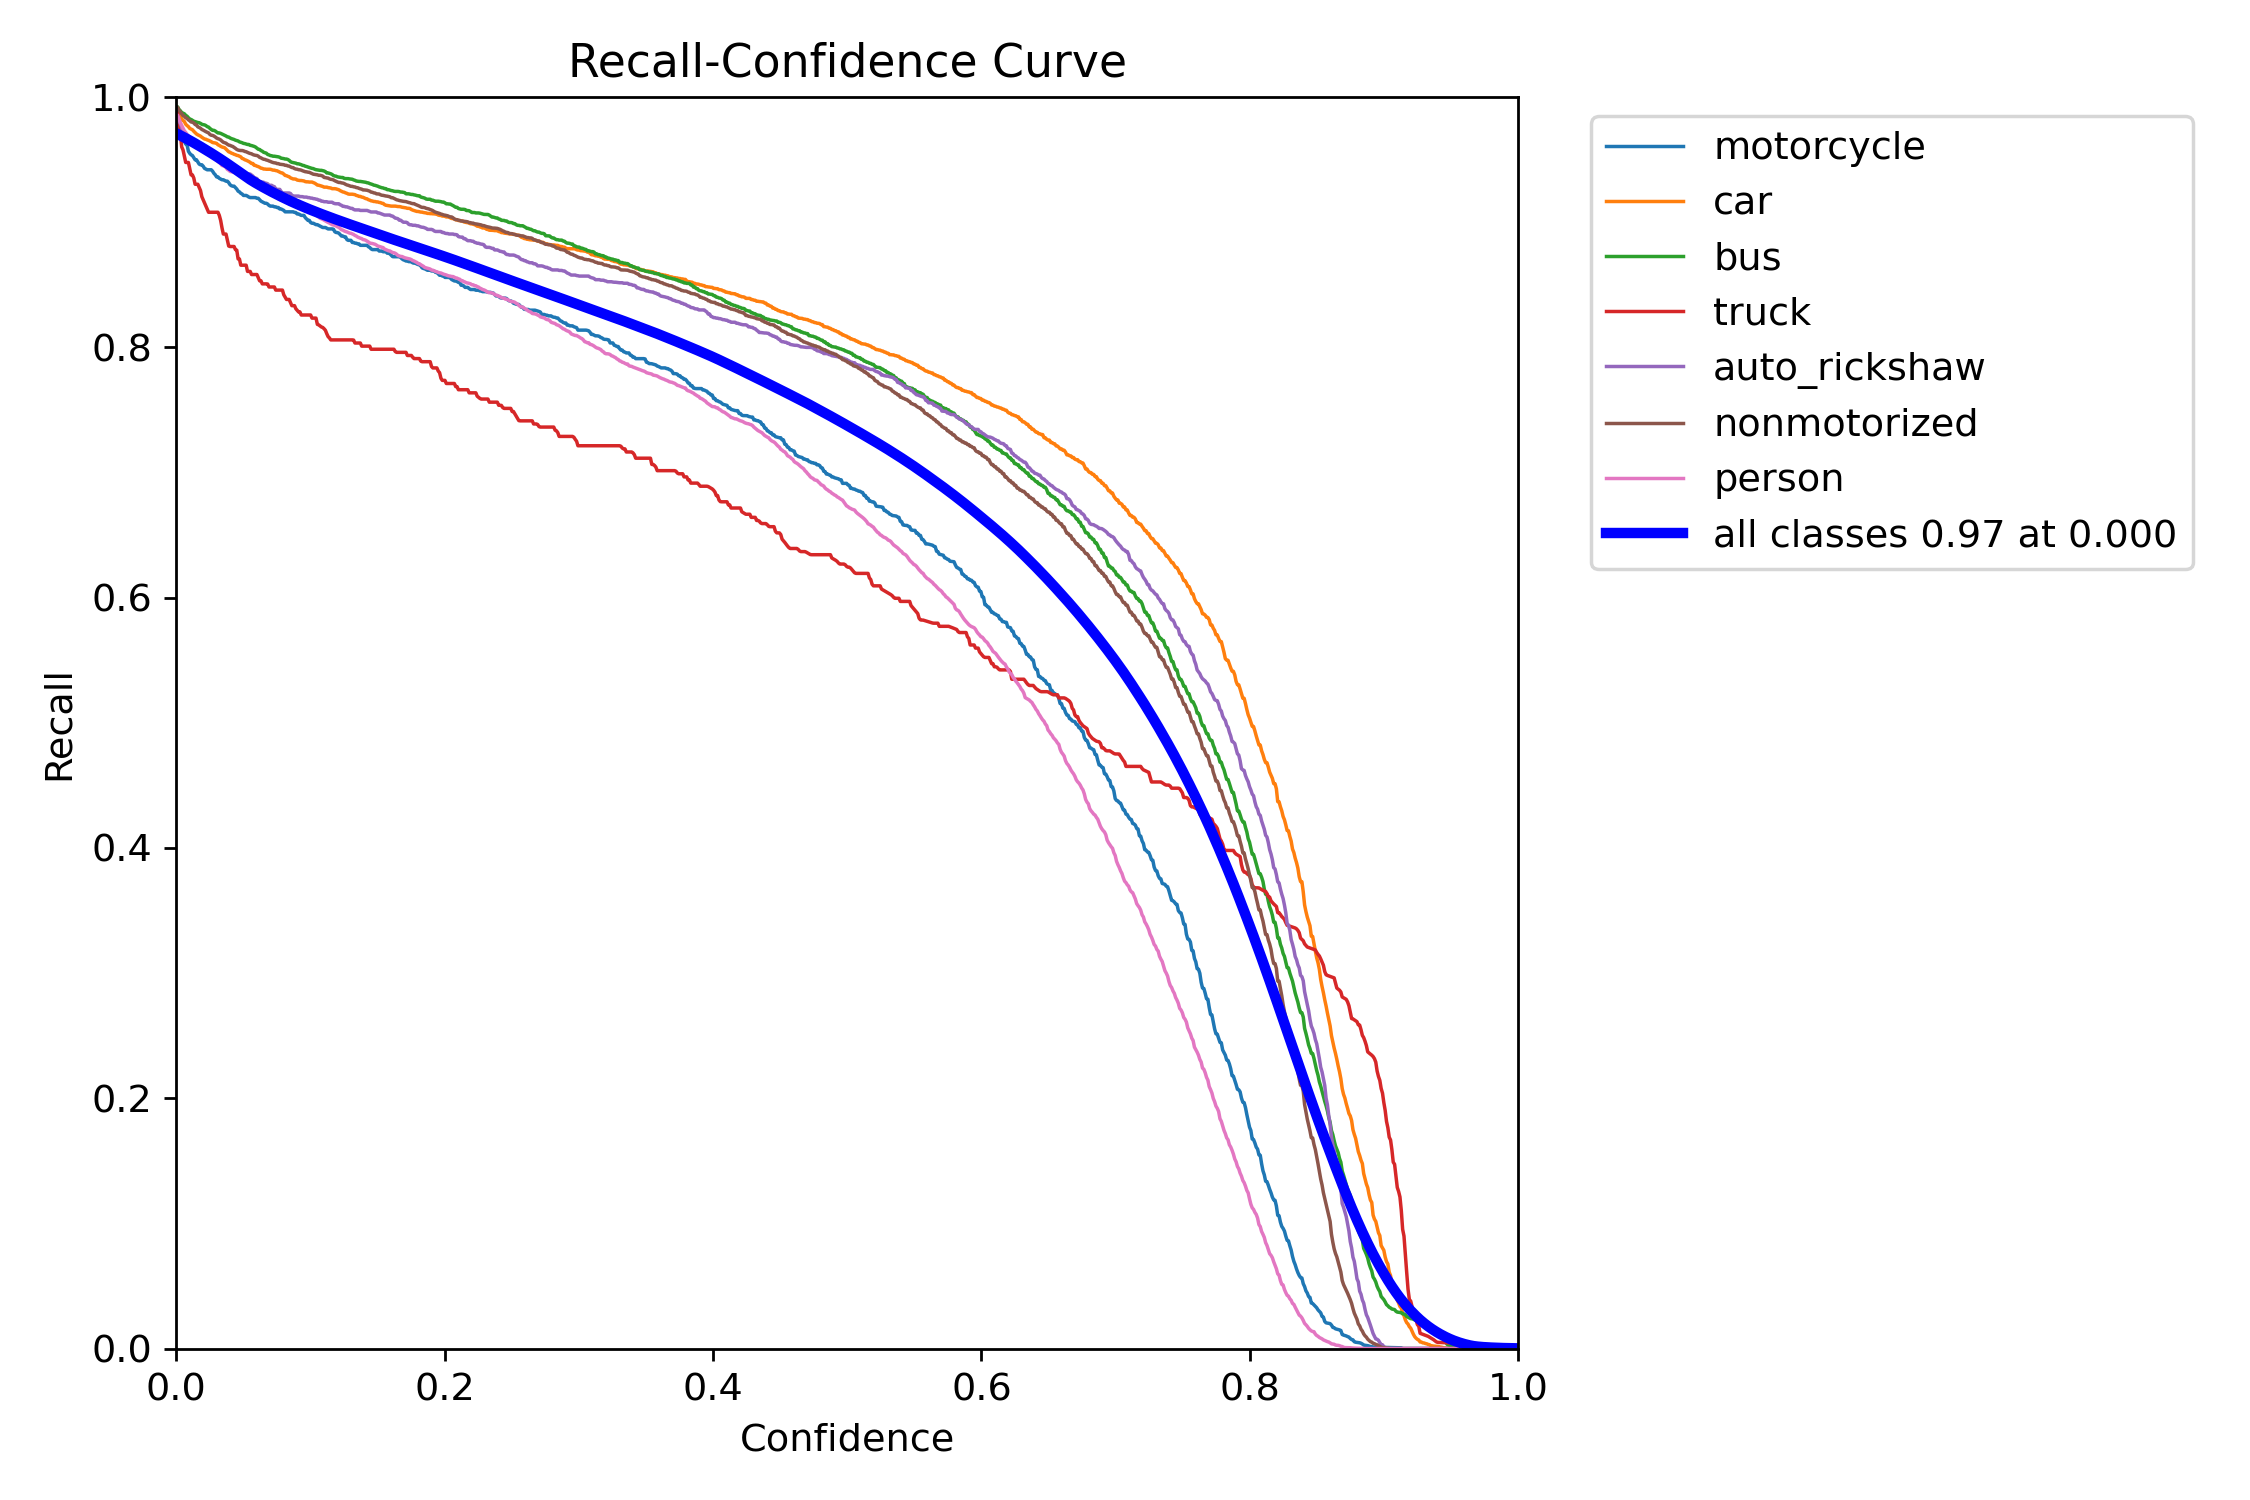 Recall-Confidence Curve
1.0
0.8
0.6
0.4
0.2
0.0
Recall
0.0 0.2 0.4 0.6 0.8 1.0
Confidence
motorcycle
car
bus
truck
auto_rickshaw
nonmotorized
person
all classes 0.97 at 0.000